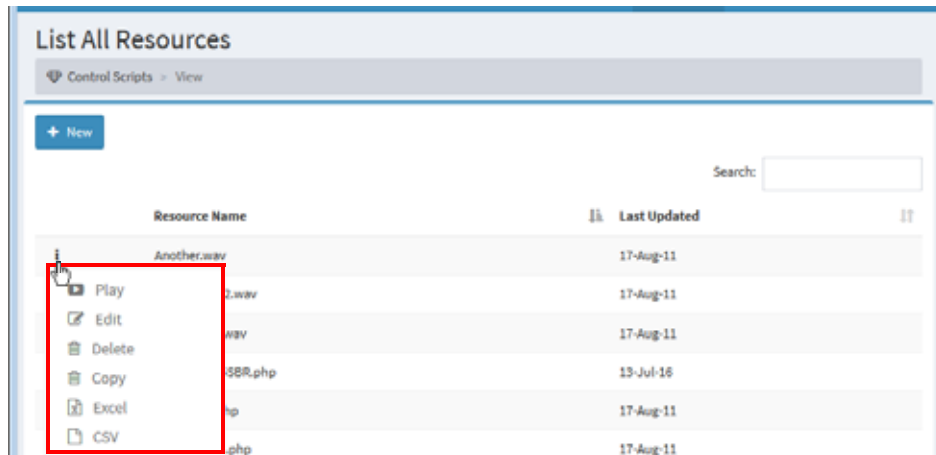 List All Resources
Control Scripts > View
+ New
Search:
Resource Name Last Updated
Another.wav 17-Aug-11
Play
2.wav 17-Aug-11
Edit
wav 17-Aug-11
Delete
SBR.php 13-Jul-16
Copy
Excel
hp 17-Aug-11
CSV
.php 17-Aug-11